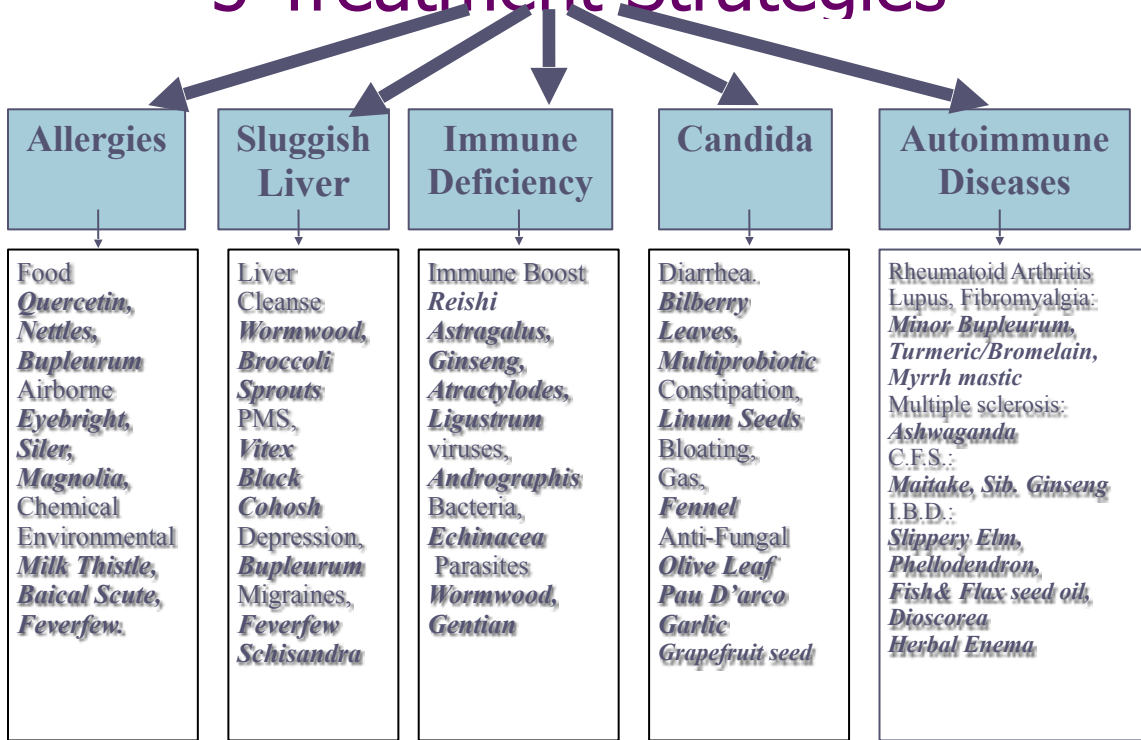 5 Treatment Strategies
Allergies
Food
Quercetin,
Nettles,
Bupleurum
Airborne
Eyebright,
Siler,
Magnolia,
Chemical
Environmental
Milk Thistle,
Baical Scute,
Feverfew.
Sluggish
Liver
Liver
Cleanse
Wormwood,
Broccoli
Sprouts
PMS,
Vitex
Black
Cohosh
Depression,
Bupleurum
Migraines,
Feverfew
Schisandra
Immune
Deficiency
Immune Boost
Reishi
Astragalus,
Ginseng,
Atractylodes,
Ligustrum
viruses,
Andrographis
Bacteria,
Echinacea
Parasites
Wormwood,
Gentian
Candida
Diarrhea.
Bilberry
Leaves,
Multiprobiotic
Constipation,
Linum Seeds
Bloating,
Gas,
Fennel
Anti-Fungal
Olive Leaf
Pau D’arco
Garlic
Grapefruit seed
Autoimmune
Diseases
Rheumatoid Arthritis
Lupus, Fibromyalgia:
Minor Bupleurum,
Turmeric/Bromelain,
Myrrh mastic
Multiple sclerosis:
Ashwaganda
C.F.S.:
Maitake, Sib. Ginseng
I.B.D.:
Slippery Elm,
Phellodendron,
Fish& Flax seed oil,
Dioscorea
Herbal Enema